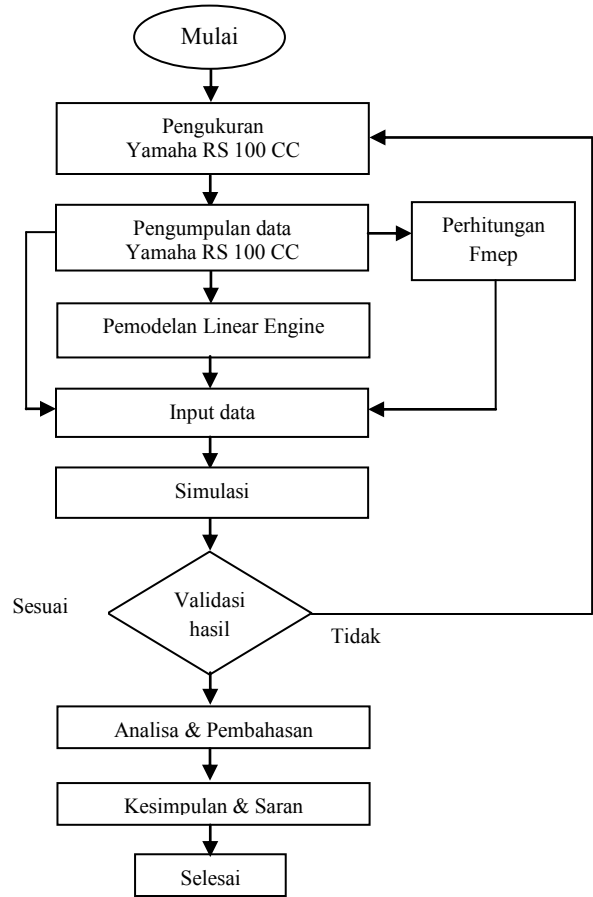 Mulai
Pengukuran
Yamaha RS 100 CC
Pengumpulan data
Yamaha RS 100 CC
Perhitungan
Fmep
Pemodelan Linear Engine
Input data
Simulasi
Sesuai
Validasi
hasil
Tidak
Analisa & Pembahasan
Kesimpulan & Saran
Selesai